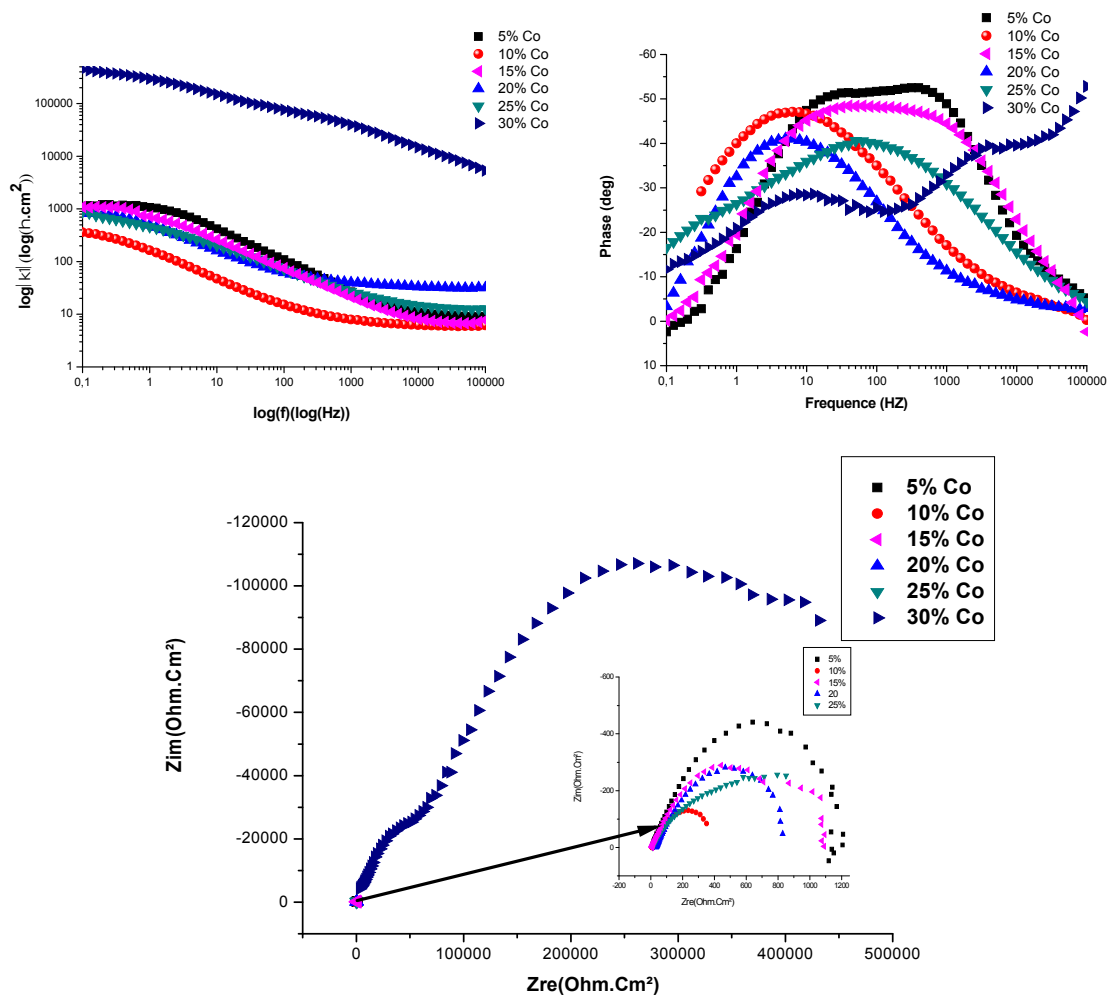 5% Co
10% Co
15% Co
20% Co
25% Co
30% Co
100000
10000
1000
100
10
1
0,1 1 10 100 1000 10000 100000
log|k| (log(h.cm²))
log(f)(log(Hz))
5% Co
10% Co
15% Co
20% Co
25% Co
30% Co
-60
-50
-40
-30
-20
-10
0
10
0,1 1 10 100 1000 10000 100000
Phase (deg)
Frequence (HZ)
5% Co
10% Co
15% Co
20% Co
25% Co
30% Co
-120000
-100000
-80000
-60000
-40000
-20000
0
0 100000 200000 300000 400000 500000
Zim(Ohm.Cm²)
Zre(Ohm.Cm²)
5%
10%
15%
20
25%
-600
-400
-200
0
-200 0 200 400 600 800 1000 1200
Zim(Ohm.Cm²)
Zre(Ohm.Cm²)